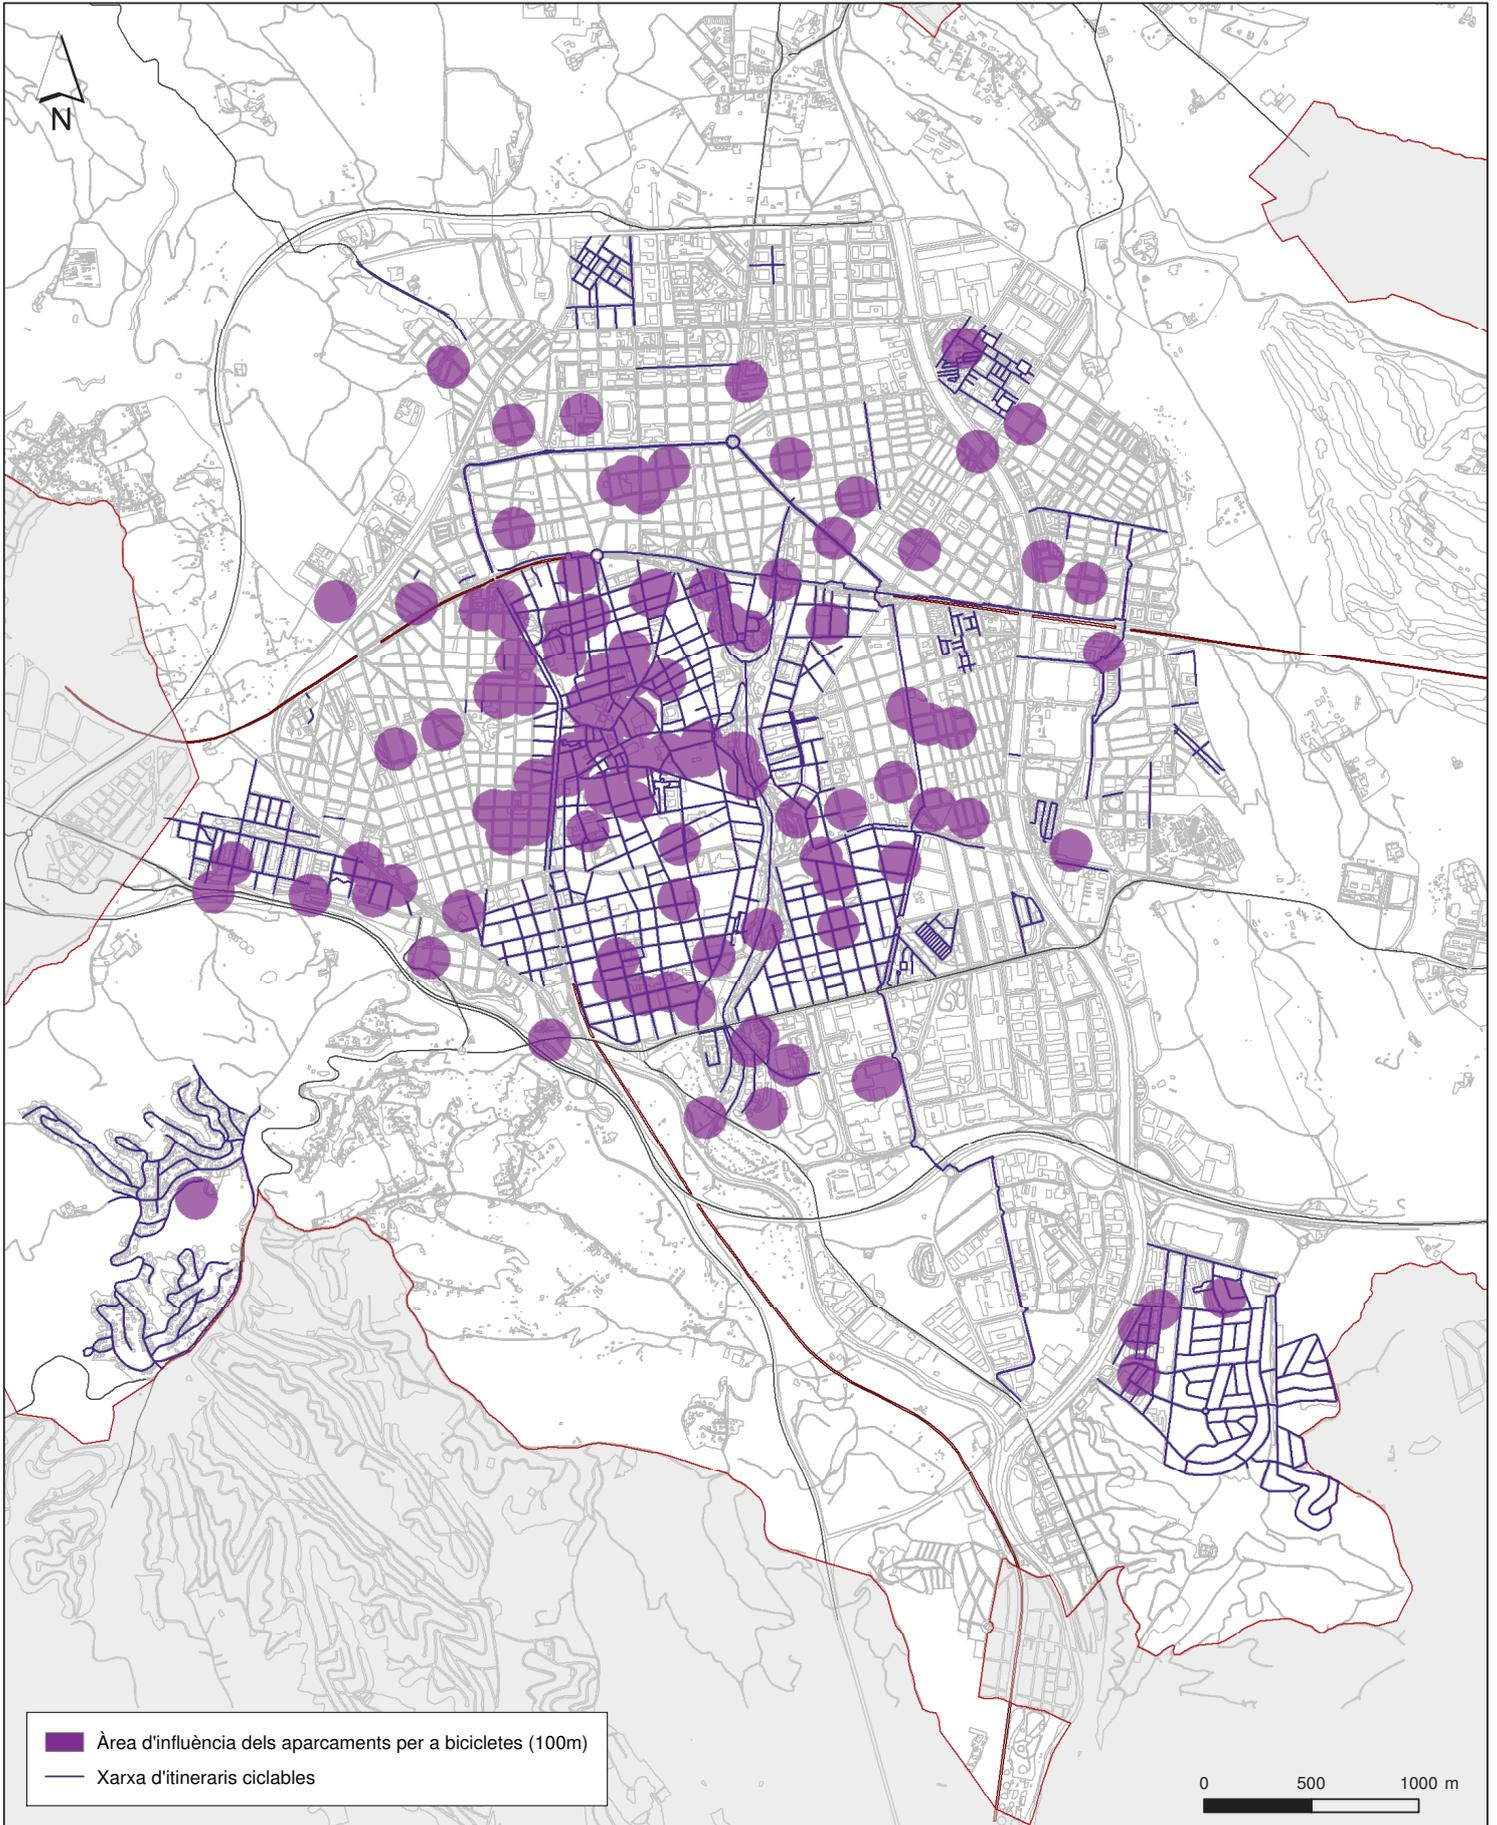 N
Àrea d'influència dels aparcaments per a bicicletes (100m)
Xarxa d'itineraris ciclables
0 500 1000 m